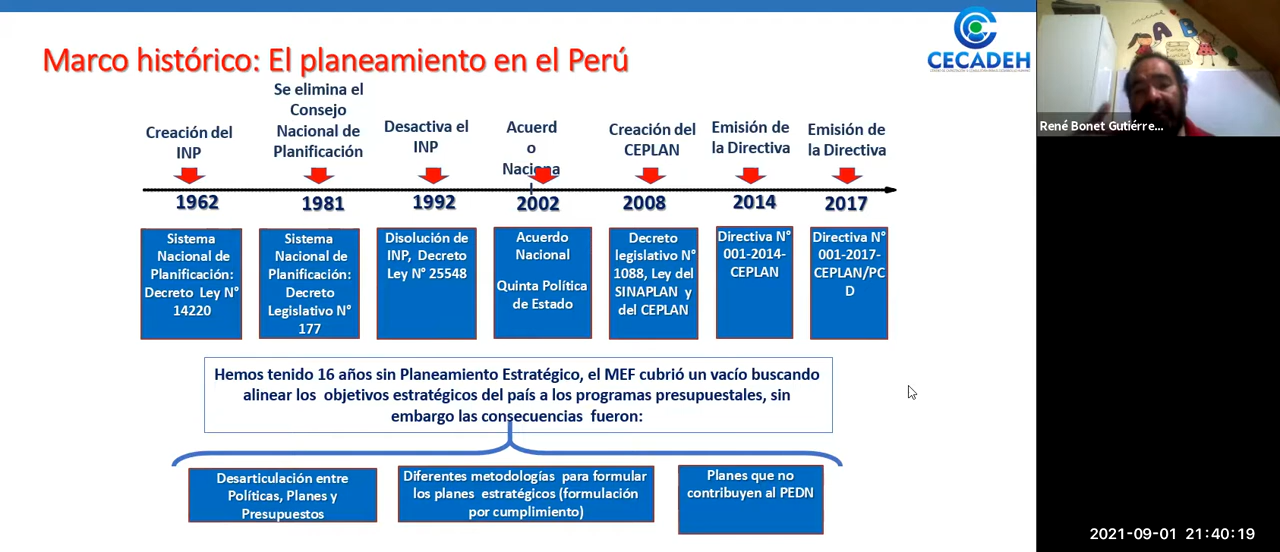 Marco histórico: El planeamiento en el Perú
CECADEH
René Bonet Gutiérre...
Creación del
INP
Se elimina el
Consejo
Nacional de
Planificación
Desactiva el
INP
Acuerd
o
Naciona
l
Creación del
CEPLAN
Emisión de
la Directiva
Emisión de
la Directiva
1962
1981
1992
2002
2008
2014
2017
Sistema
Nacional de
Planificación:
Decreto Ley N°
14220
Sistema
Nacional de
Planificación:
Decreto
Legislativo N°
177
Disolución de
INP, Decreto
Ley N° 25548
Acuerdo
Nacional
Quinta Política
de Estado
Decreto
legislativo N°
1088, Ley del
SINAPLAN y
del CEPLAN
Directiva N°
001-2014-
CEPLAN
Directiva N°
001-2017-
CEPLAN/PC
D
Hemos tenido 16 años sin Planeamiento Estratégico, el MEF cubrió un vacío buscando
alinear los objetivos estratégicos del país a los programas presupuestales, sin
embargo las consecuencias fueron:
Desarticulación entre
Políticas, Planes y
Presupuestos
Diferentes metodologías para formular
los planes estratégicos (formulación
por cumplimiento)
Planes que no
contribuyen al PEDN
2021-09-01 21:40:19